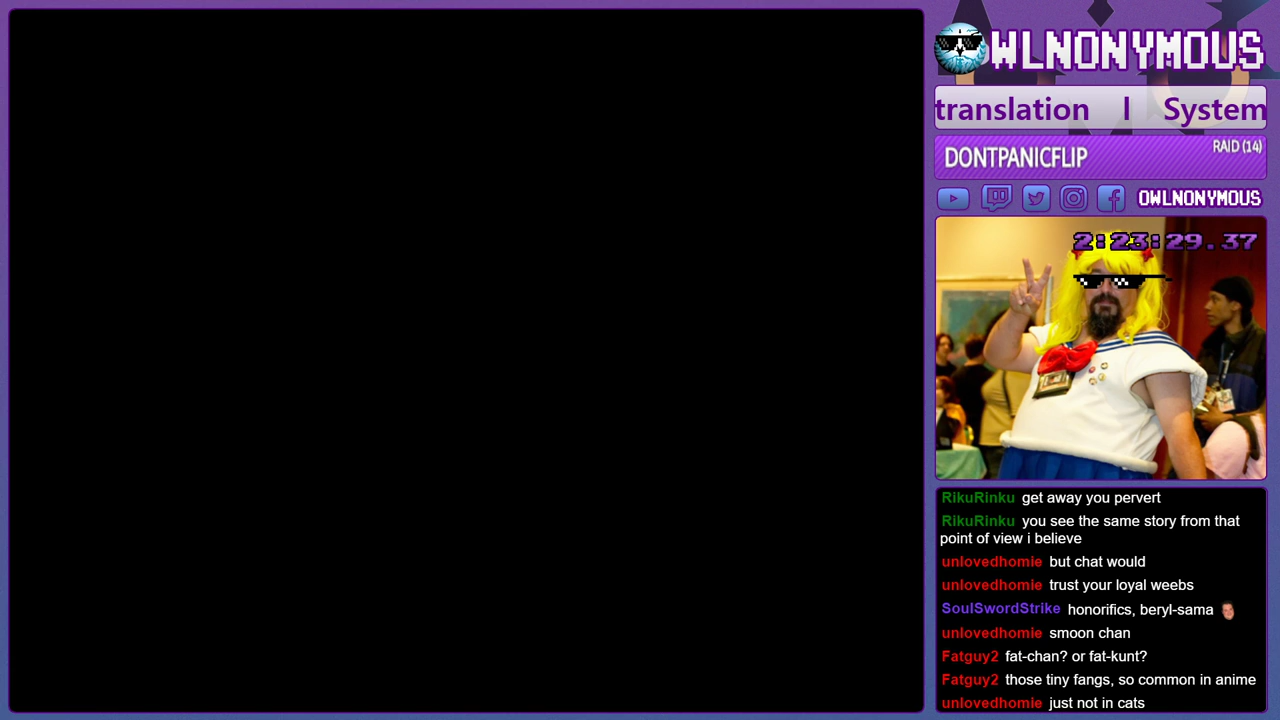 OWLNONYMOUS
translation | System
DONTPANICFLIP
RAID (14)
OWLNONYMOUS
2:23:29.37
RikuRinku get away you pervert
RikuRinku you see the same story from that
point of view i believe
unlovedhomie but chat would
unlovedhomie trust your loyal weebs
SoulSwordStrike honorifics, beryl-sama
unlovedhomie smoon chan
Fatguy2 fat-chan? or fat-kunt?
Fatguy2 those tiny fangs, so common in anime
unlovedhomie just not in cats